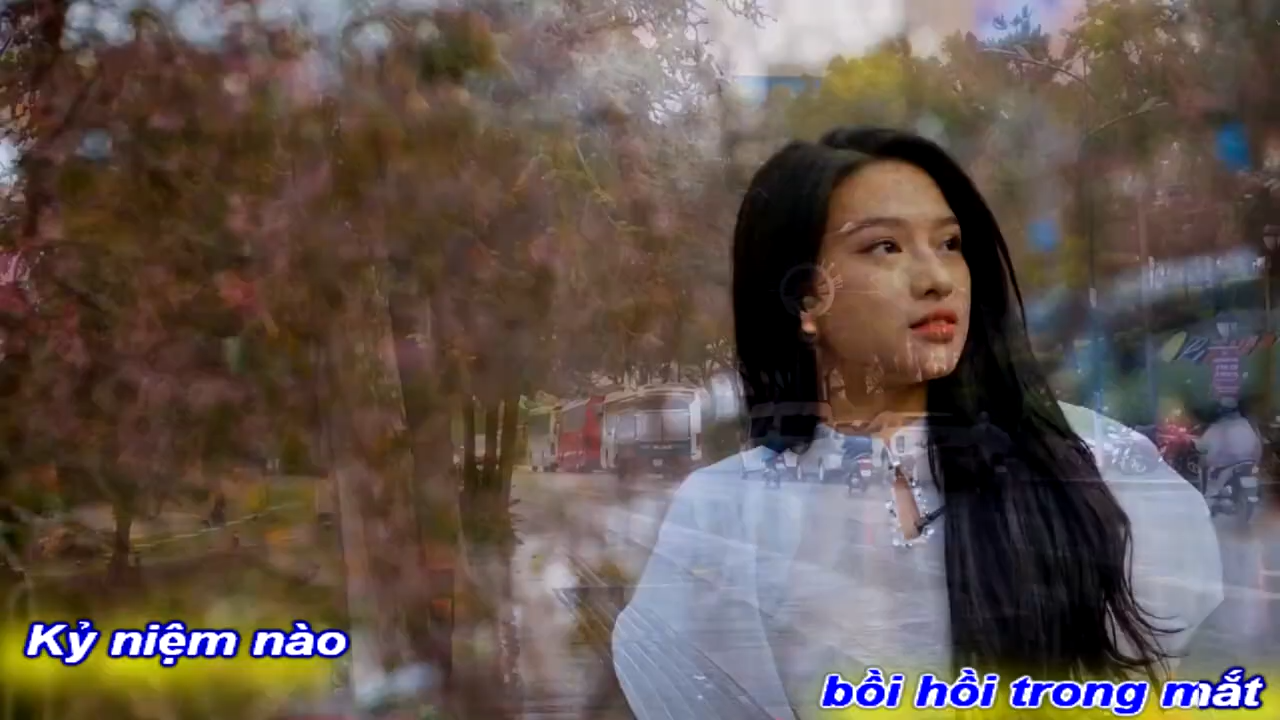 Kỷ niệm nào
bồi hồi trong mắt